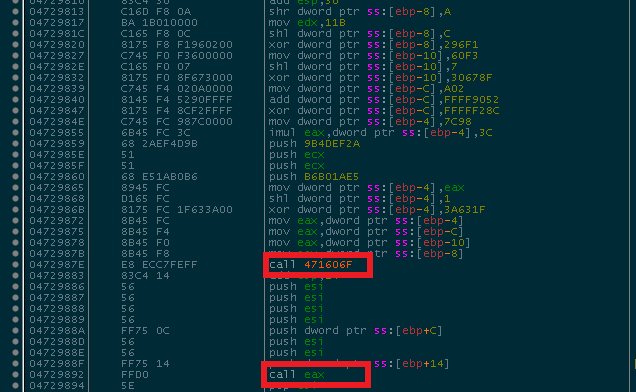 04729810 83C4 30 add esp,30
04729813 C16D F8 0A shr dword ptr ss:[ebp-8],A
04729817 BA 1B010000 mov edx,11B
0472981C C165 F8 0C shl dword ptr ss:[ebp-8],C
04729820 8175 F8 F1960200 xor dword ptr ss:[ebp-8],296F1
04729827 C745 F0 F3600000 mov dword ptr ss:[ebp-10],60F3
0472982E C165 F0 07 shl dword ptr ss:[ebp-10],7
04729832 8175 F0 8F673000 xor dword ptr ss:[ebp-10],30678F
04729839 C745 F4 020A0000 mov dword ptr ss:[ebp-C],A02
04729840 8145 F4 5290FFFF add dword ptr ss:[ebp-C],FFFF9052
04729847 8175 F4 8CF2FFFF xor dword ptr ss:[ebp-C],FFFFF28C
0472984E C745 FC 987C0000 mov dword ptr ss:[ebp-4],7C98
04729855 6B45 FC 3C imul eax,dword ptr ss:[ebp-4],3C
04729859 68 2AEF4D9B push 9B4DEF2A
0472985E 51 push ecx
0472985F 51 push ecx
04729860 68 E51AB0B6 push B6B01AE5
04729865 8945 FC mov dword ptr ss:[ebp-4],eax
04729868 D165 FC shl dword ptr ss:[ebp-4],1
0472986B 8175 FC 1F633A00 xor dword ptr ss:[ebp-4],3A631F
04729872 8B45 FC mov eax,dword ptr ss:[ebp-4]
04729875 8B45 F4 mov eax,dword ptr ss:[ebp-C]
04729878 8B45 F0 mov eax,dword ptr ss:[ebp-10]
0472987B 8B45 F8 mov eax,dword ptr ss:[ebp-8]
0472987E E8 ECC7FEFF call 471606F
04729883 83C4 14
04729886 56 push esi
04729887 56 push esi
04729888 56 push esi
04729889 56 push esi
0472988A FF75 0C push dword ptr ss:[ebp+C]
0472988D 56 push esi
0472988E 56 push esi
0472988F FF75 14 push dword ptr ss:[ebp+14]
04729892 FFD0 call eax
04729894 5E